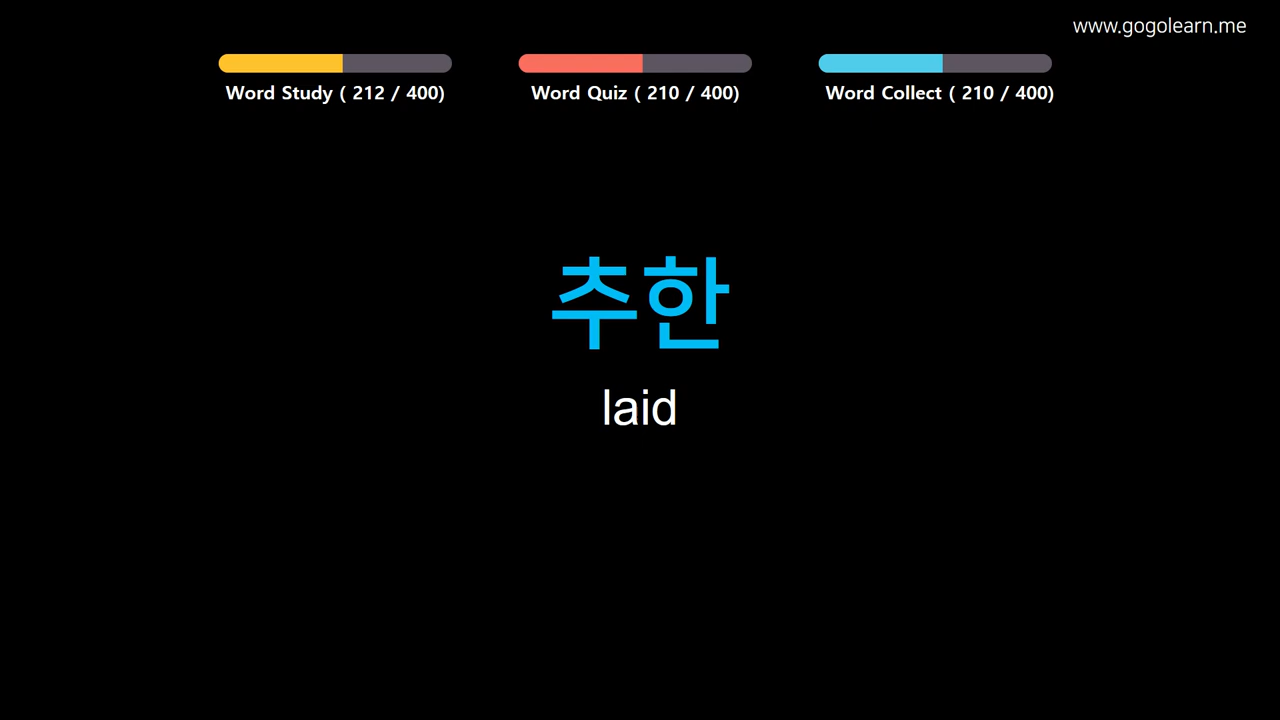 www.gogolearn.me
Word Study ( 212 / 400)
Word Quiz ( 210 / 400)
Word Collect ( 210 / 400)
추한
laid